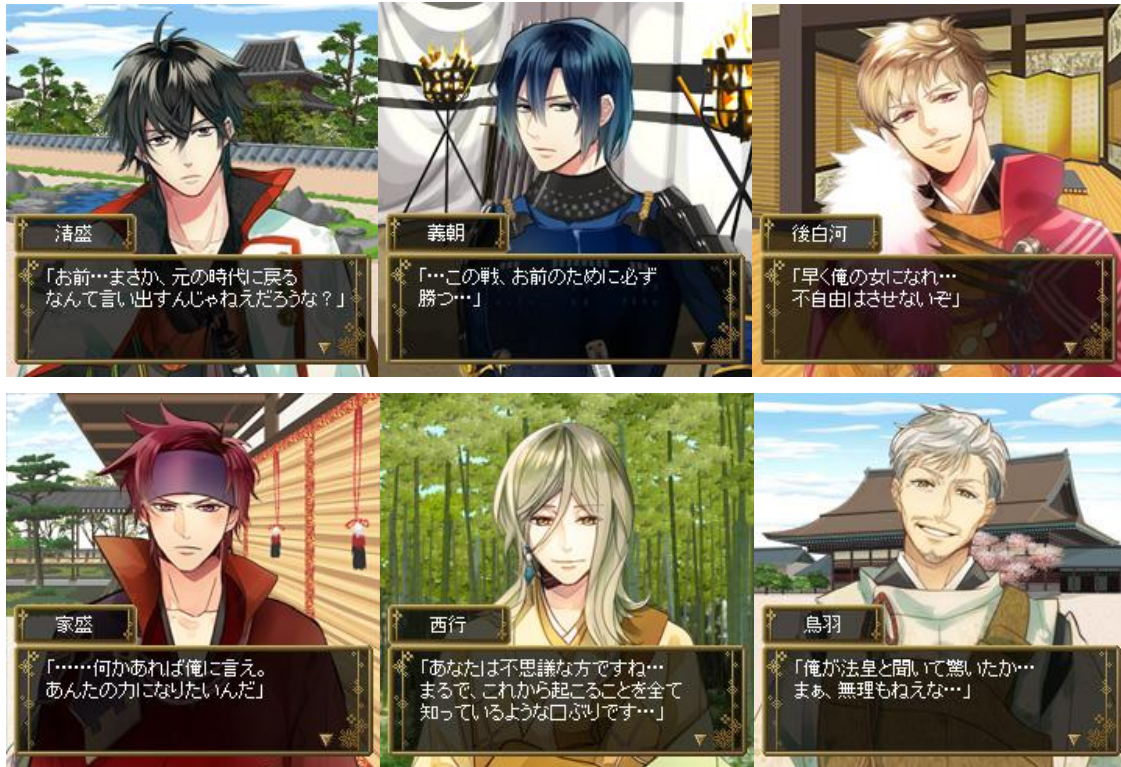 清盛
「お前…まさか、元の時代に戻る
なんて言い出すんじゃねえだろうな？」
義朝
「…この戦、お前のために必ず
勝つ…」
後白河
「早く俺の女になれ…
不自由はさせないぞ」
家盛
「……何かあれば俺に言え。
あんたの力になりたいんだ」
西行
「あなたは不思議な方ですね…
まるで、これから起こることを全て
知っているような口ぶりです…」
鳥羽
「俺が法皇と聞いて驚いたか…
まぁ、無理もねえな…」